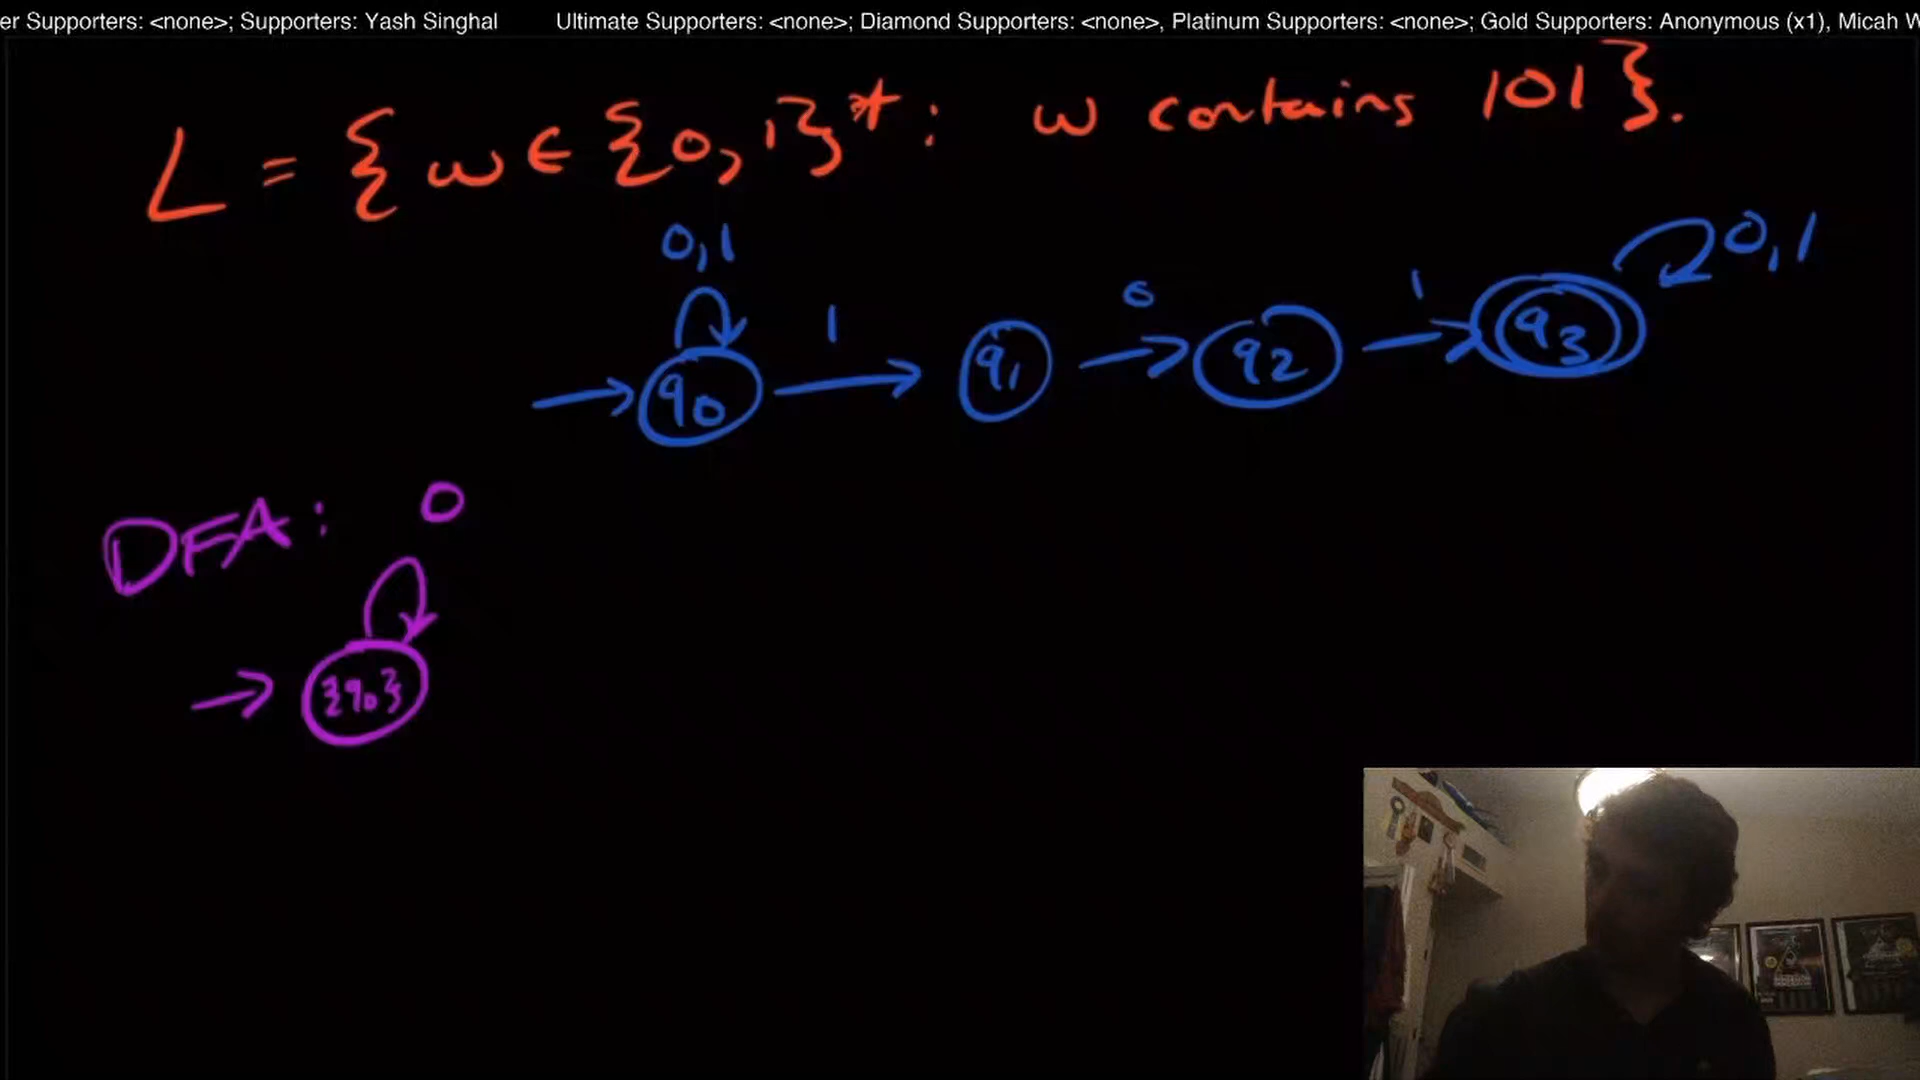 er Supporters: <none>; Supporters: Yash Singhal Ultimate Supporters: <none>; Diamond Supporters: <none>, Platinum Supporters: <none>; Gold Supporters: Anonymous (x1), Micah W
L = {w ∈ {0,1}*: w contains 101}.
0,1 1 0 1 0,1
q0 q1 q2 q3
DFA: 0
{q0}